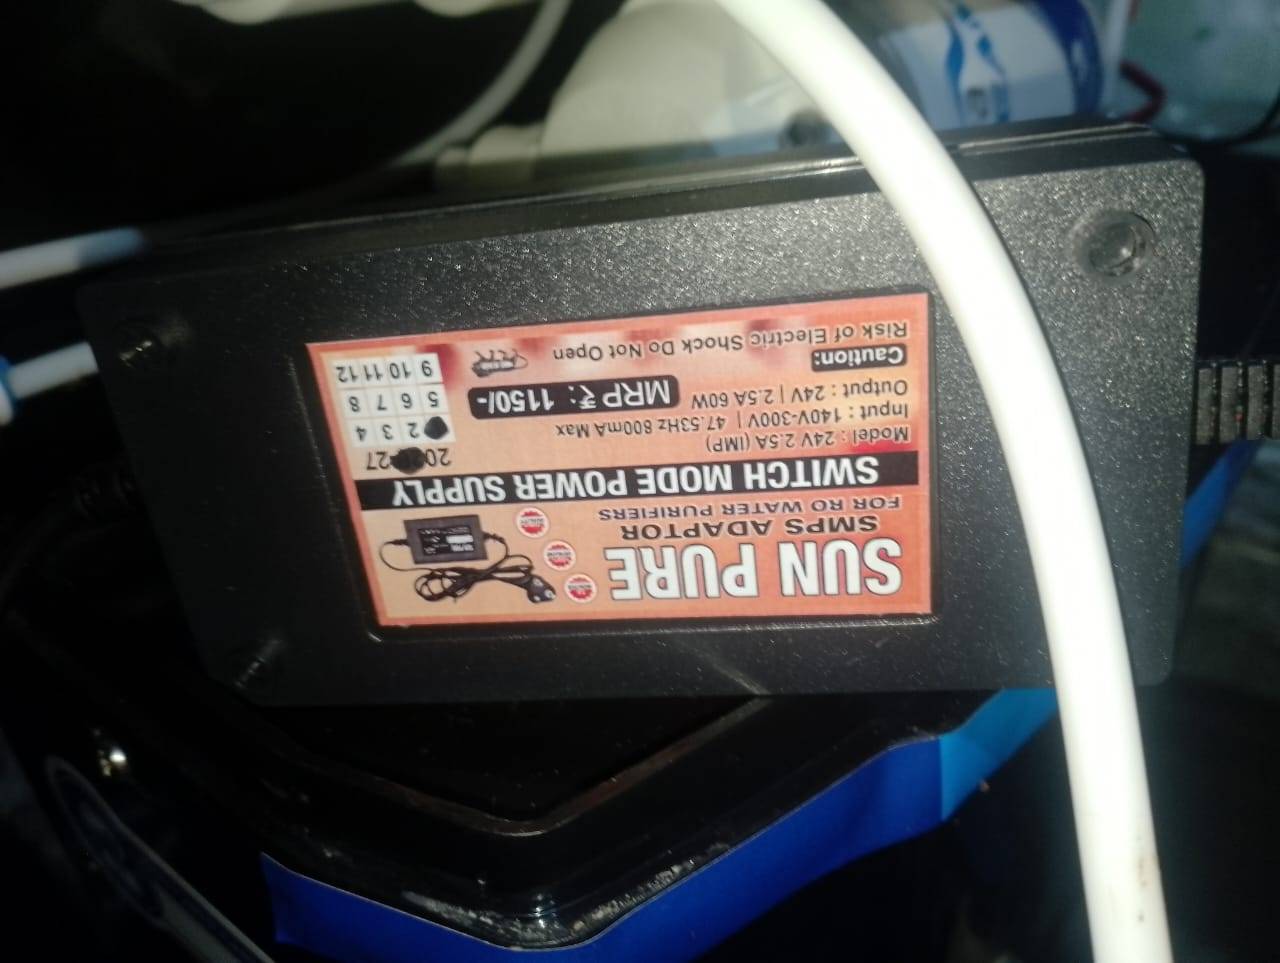 SUN PURE
SMPS ADAPTOR
FOR RO WATER PURIFIERS
SWITCH MODE POWER SUPPLY
Model : 24V 2.5A (IMP)
Input : 140V-300V | 47.53Hz 800mA Max
Output : 24V | 2.5A 60W
MRP ₹: 1150/-
Caution:
Risk of Electric Shock Do Not Open
27
2 3 4
5 6 7 8
9 10 11 12